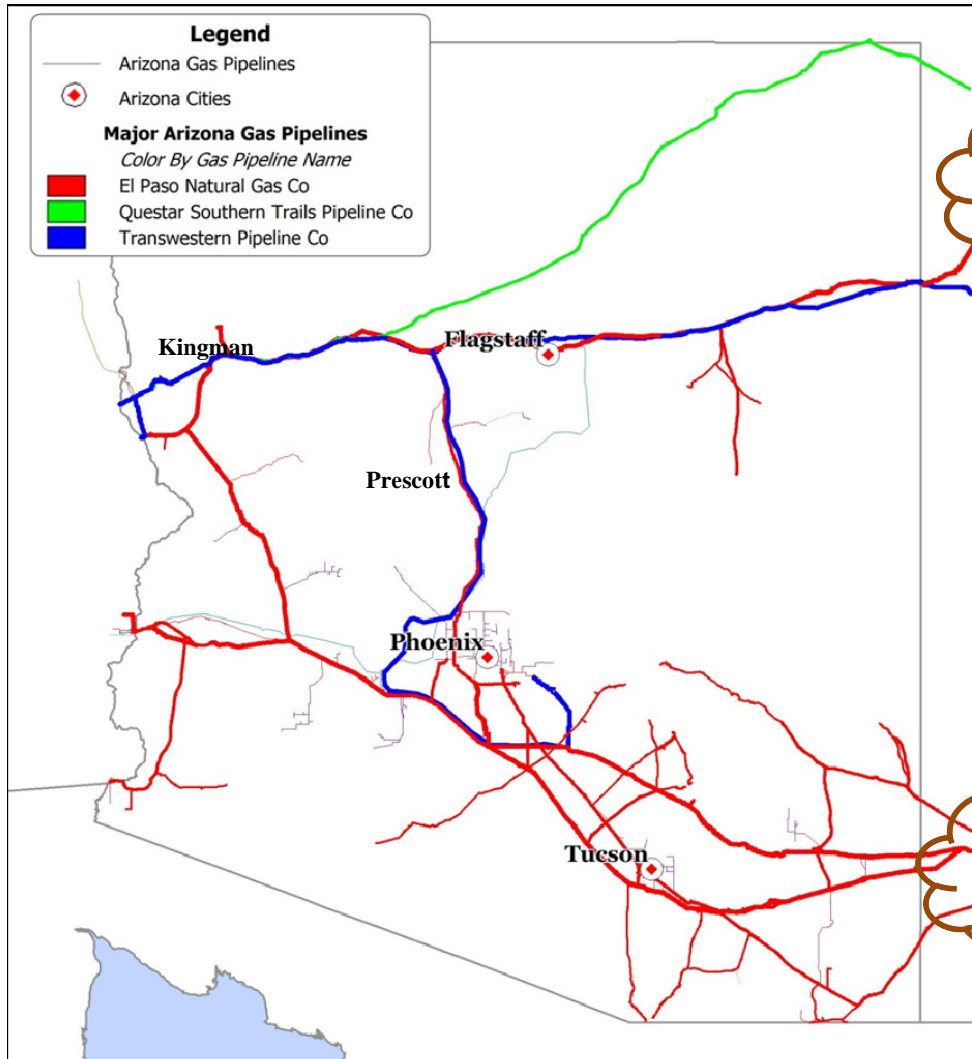 Legend
Arizona Gas Pipelines
Arizona Cities
Major Arizona Gas Pipelines
Color By Gas Pipeline Name
El Paso Natural Gas Co
Questar Southern Trails Pipeline Co
Transwestern Pipeline Co
Kingman
Flagstaff
Prescott
Phoenix
Tucson